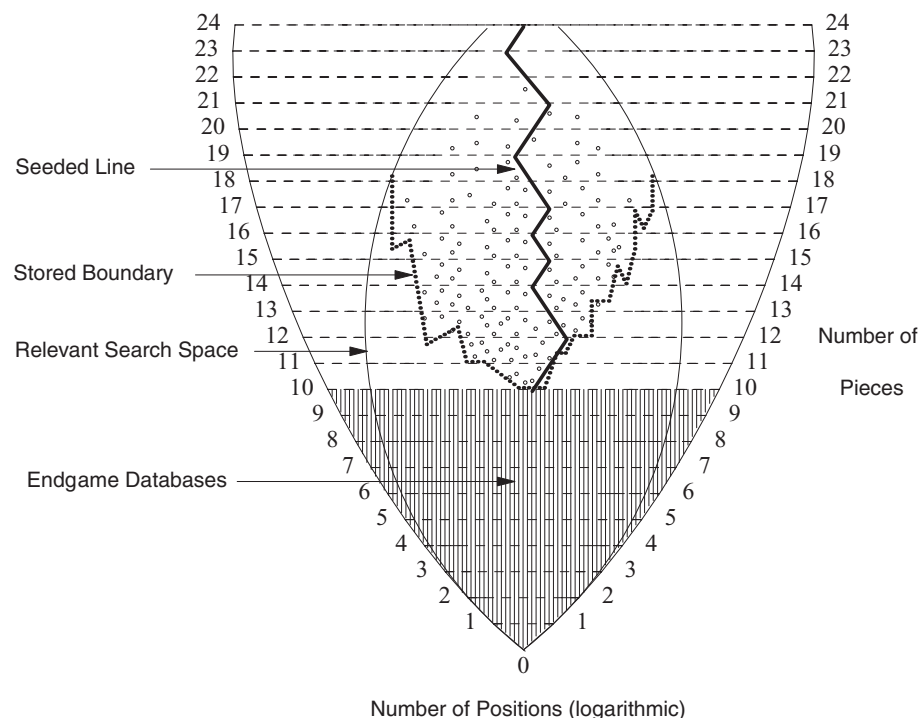 24 24
23 23
22 22
21 21
20 20
Seeded Line 19 19
18 18
17 17
16 16
Stored Boundary 15 15
14 14
13 13
12 12 Number of
Relevant Search Space 11 11
10 10 Pieces
9 9
8 8
7 7
Endgame Databases 6 6
5 5
4 4
3 3
2 2
1 1
0
Number of Positions (logarithmic)